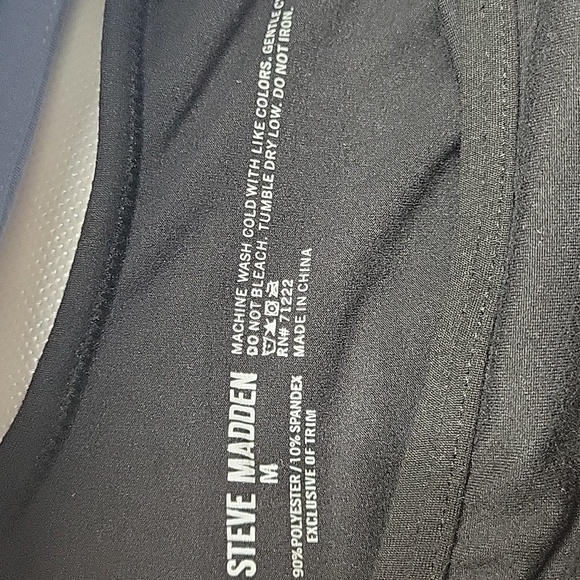 STEVE MADDEN
M
90% POLYESTER/10% SPANDEX
EXCLUSIVE OF TRIM
MACHINE WASH COLD WITH LIKE COLORS. GENTLE
DO NOT BLEACH. TUMBLE DRY LOW. DO NOT IRON.
RN# 71222
MADE IN CHINA